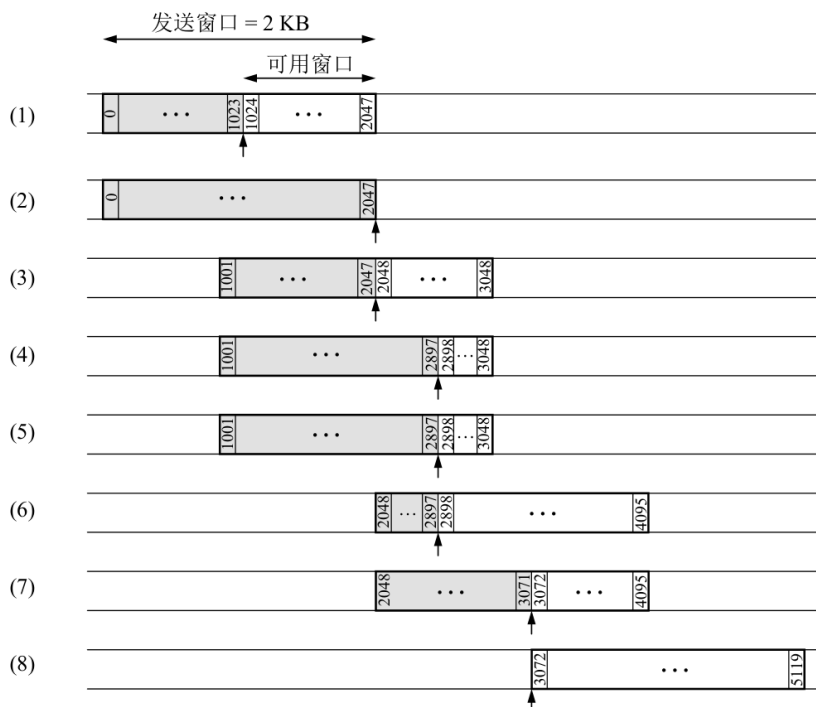 发送窗口 = 2 KB
可用窗口
(1) 0 ··· 1023 1024 ··· 2047
(2) 0 ··· 2047
(3) 1001 ··· 2047 2048 ··· 3048
(4) 1001 ··· 2897 2898 ··· 3048
(5) 1001 ··· 2897 2898 ··· 3048
(6) 2048 ··· 2897 2898 ··· 4095
(7) 2048 ··· 3071 3072 ··· 4095
(8) 3072 ··· 5119